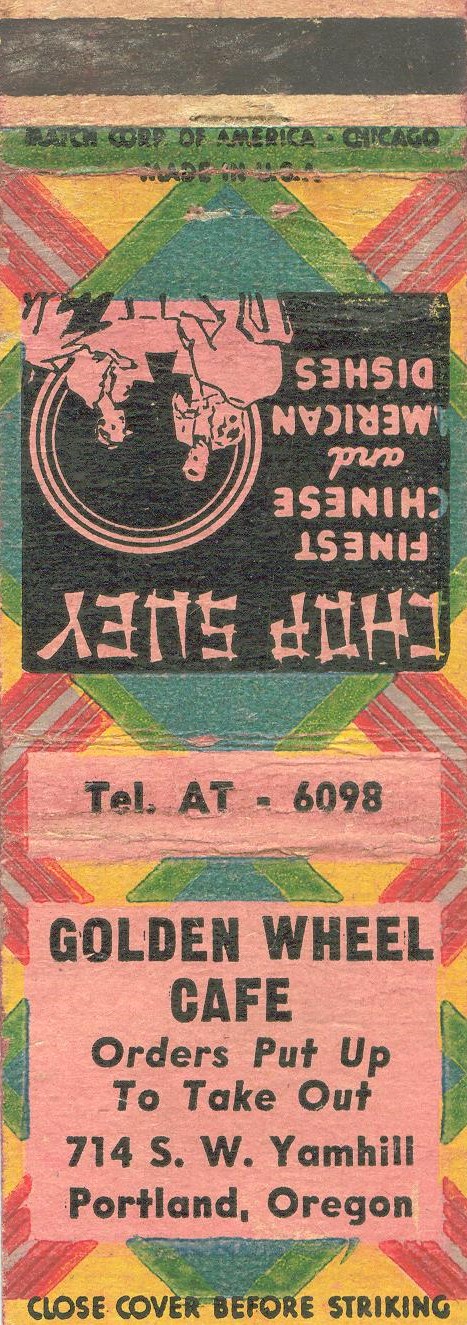 MATCH CORP. OF AMERICA - CHICAGO
MADE IN U.S.A.
CHOP SUEY
FINEST
CHINESE
and
AMERICAN
DISHES
Tel. AT - 6098
GOLDEN WHEEL
CAFE
Orders Put Up
To Take Out
714 S. W. Yamhill
Portland, Oregon
CLOSE COVER BEFORE STRIKING